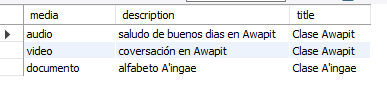 media description title
audio saludo de buenos dias en Awapit Clase Awapit
video coversación en Awapit Clase Awapit
documento alfabeto A'ingae Clase A'ingae